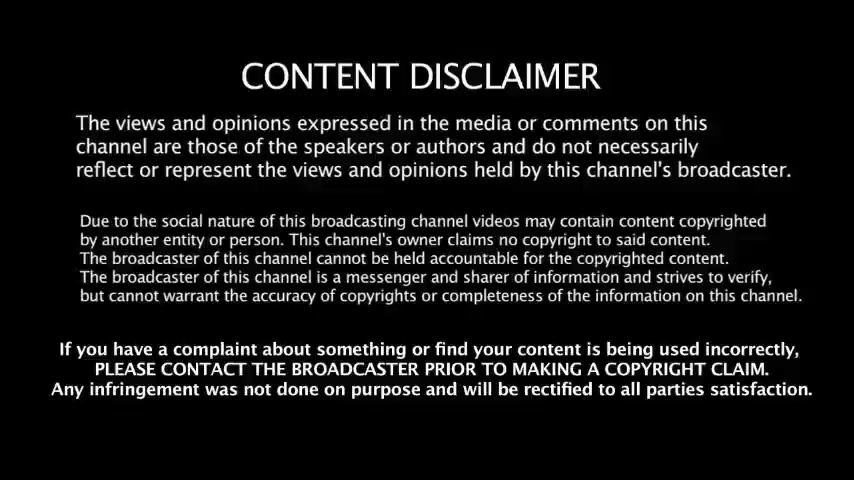 CONTENT DISCLAIMER
The views and opinions expressed in the media or comments on this
channel are those of the speakers or authors and do not necessarily
reflect or represent the views and opinions held by this channel's broadcaster.
Due to the social nature of this broadcasting channel videos may contain content copyrighted
by another entity or person. This channel's owner claims no copyright to said content.
The broadcaster of this channel cannot be held accountable for the copyrighted content.
The broadcaster of this channel is a messenger and sharer of information and strives to verify,
but cannot warrant the accuracy of copyrights or completeness of the information on this channel.
If you have a complaint about something or find your content is being used incorrectly,
PLEASE CONTACT THE BROADCASTER PRIOR TO MAKING A COPYRIGHT CLAIM.
Any infringement was not done on purpose and will be rectified to all parties satisfaction.